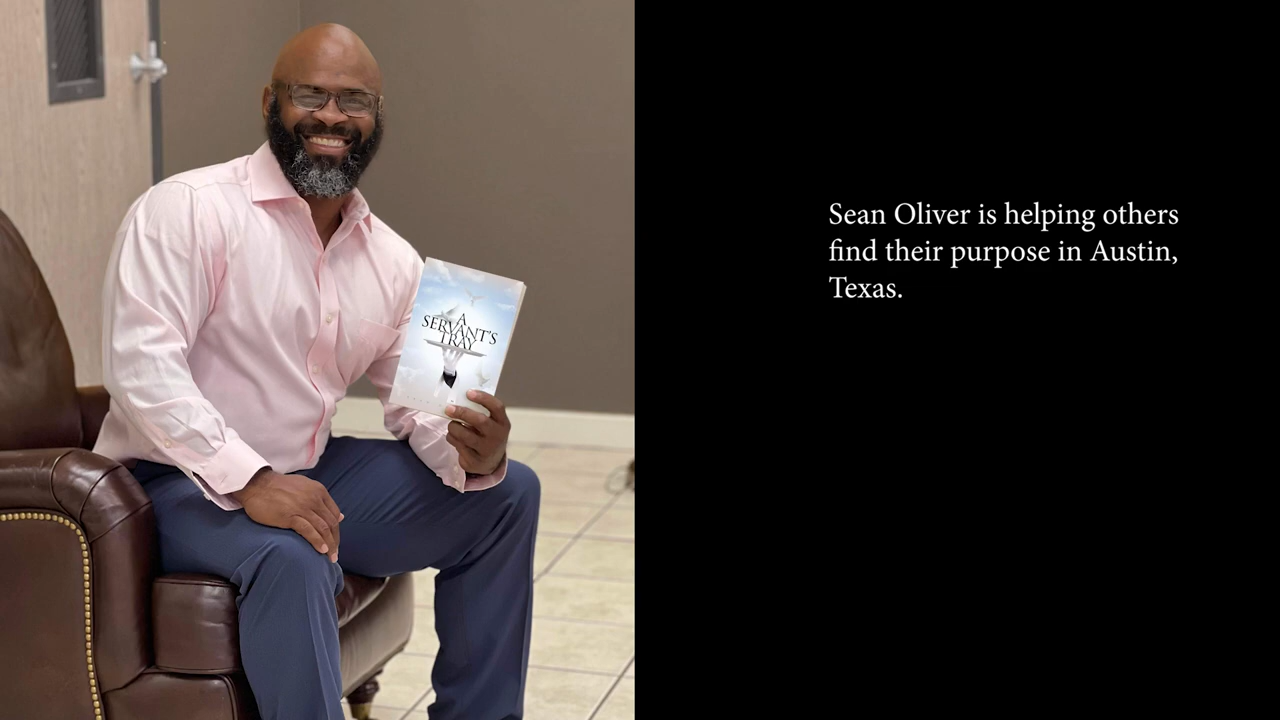 A
SERVANT'S
TRAY
Sean Oliver is helping others
find their purpose in Austin,
Texas.